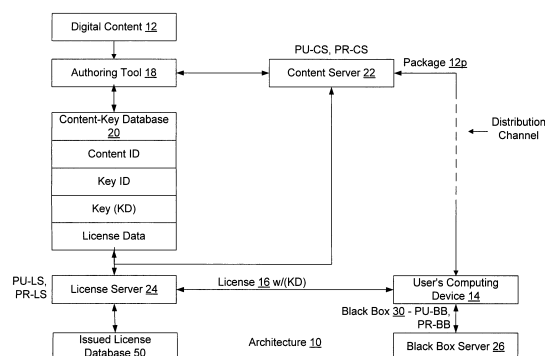 Digital Content 12
PU-CS, PR-CS
Package 12p
Authoring Tool 18
Content Server 22
Content-Key Database
20
Distribution
Channel
Content ID
Key ID
Key (KD)
License Data
PU-LS,
PR-LS
License Server 24
License 16 w/(KD)
User's Computing
Device 14
Black Box 30 - PU-BB,
PR-BB
Issued License
Database 50
Architecture 10
Black Box Server 26